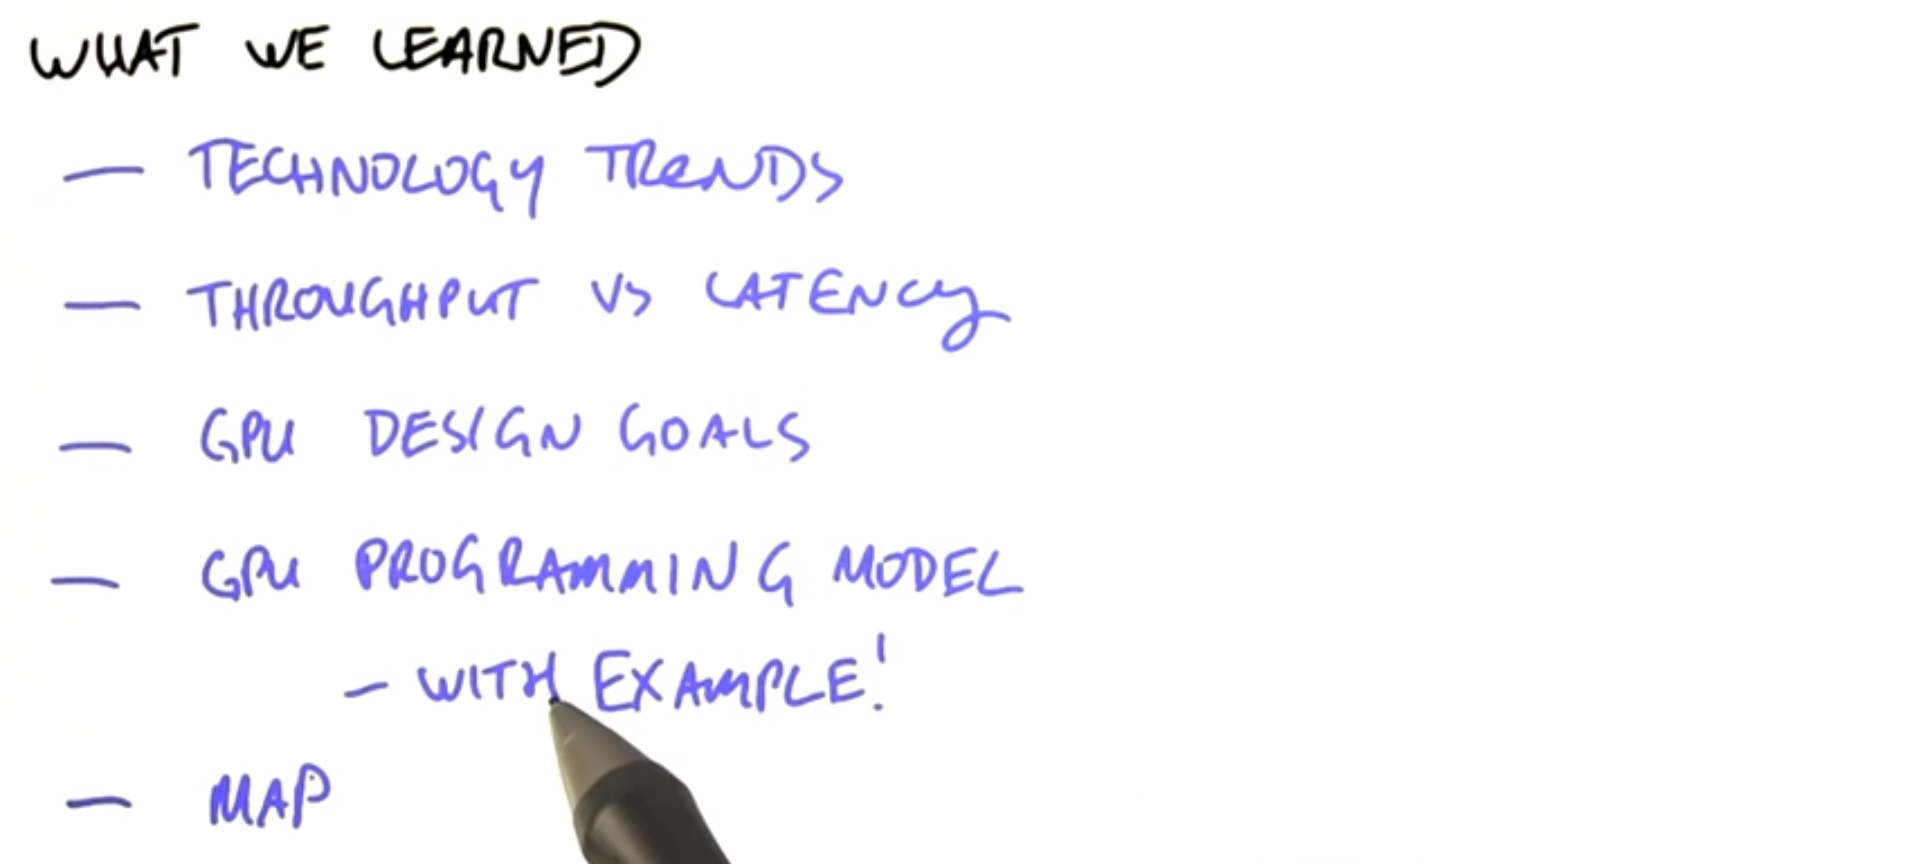 WHAT WE LEARNED
— TECHNOLOGY TRENDS
— THROUGHPUT VS LATENCY
— GPU DESIGN GOALS
— GPU PROGRAMMING MODEL
— WITH EXAMPLE!
— MAP